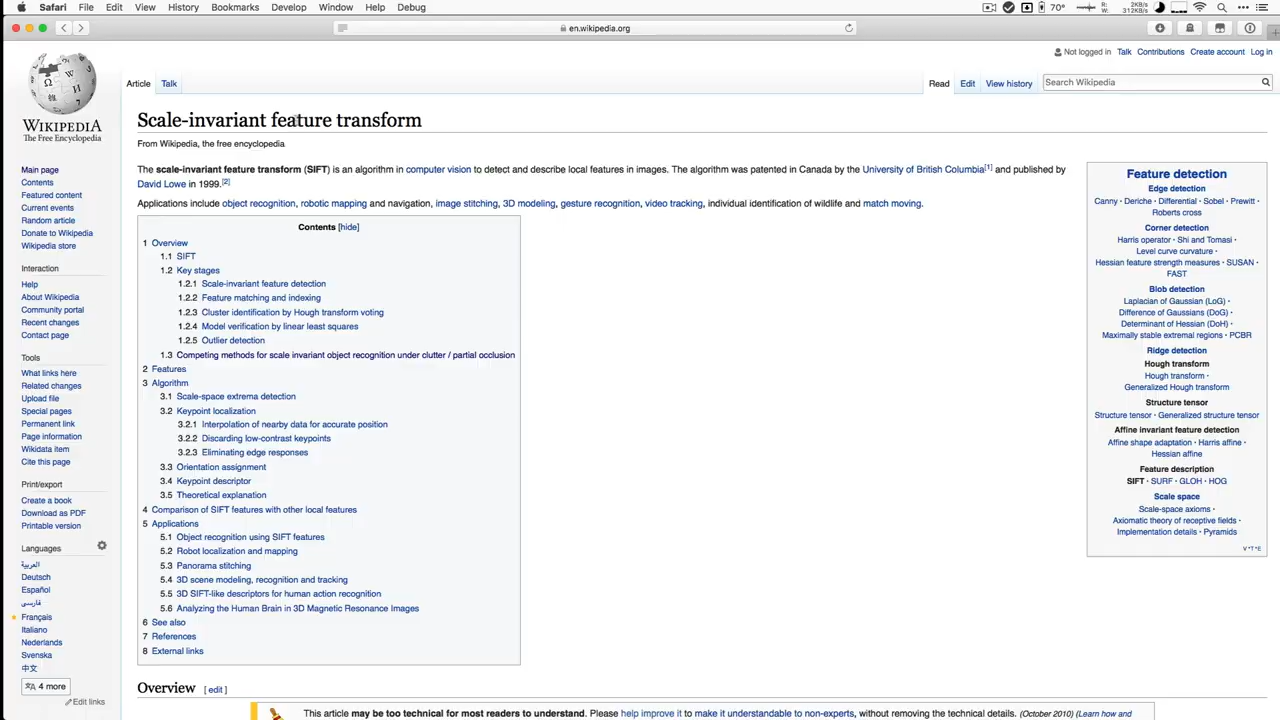 Safari File Edit View History Bookmarks Develop Window Help Debug
70° R: 2KB/s
W: 312KB/s
en.wikipedia.org
Not logged in Talk Contributions Create account Log in
Article Talk Read Edit View history Search Wikipedia
WIKIPEDIA
The Free Encyclopedia
Main page
Contents
Featured content
Current events
Random article
Donate to Wikipedia
Wikipedia store
Interaction
Help
About Wikipedia
Community portal
Recent changes
Contact page
Tools
What links here
Related changes
Upload file
Special pages
Permanent link
Page information
Wikidata item
Cite this page
Print/export
Create a book
Download as PDF
Printable version
Languages
العربية
Deutsch
Español
فارسی
Français
Italiano
Nederlands
Svenska
中文
4 more
Edit links
Scale-invariant feature transform
From Wikipedia, the free encyclopedia
The scale-invariant feature transform (SIFT) is an algorithm in computer vision to detect and describe local features in images. The algorithm was patented in Canada by the University of British Columbia[1] and published by
David Lowe in 1999.[2]
Applications include object recognition, robotic mapping and navigation, image stitching, 3D modeling, gesture recognition, video tracking, individual identification of wildlife and match moving.
Contents [hide]
1 Overview
1.1 SIFT
1.2 Key stages
1.2.1 Scale-invariant feature detection
1.2.2 Feature matching and indexing
1.2.3 Cluster identification by Hough transform voting
1.2.4 Model verification by linear least squares
1.2.5 Outlier detection
1.3 Competing methods for scale invariant object recognition under clutter / partial occlusion
2 Features
3 Algorithm
3.1 Scale-space extrema detection
3.2 Keypoint localization
3.2.1 Interpolation of nearby data for accurate position
3.2.2 Discarding low-contrast keypoints
3.2.3 Eliminating edge responses
3.3 Orientation assignment
3.4 Keypoint descriptor
3.5 Theoretical explanation
4 Comparison of SIFT features with other local features
5 Applications
5.1 Object recognition using SIFT features
5.2 Robot localization and mapping
5.3 Panorama stitching
5.4 3D scene modeling, recognition and tracking
5.5 3D SIFT-like descriptors for human action recognition
5.6 Analyzing the Human Brain in 3D Magnetic Resonance Images
6 See also
7 References
8 External links
Overview [ edit ]
This article may be too technical for most readers to understand. Please help improve it to make it understandable to non-experts, without removing the technical details. (October 2010) (Learn how and
Feature detection
Edge detection
Canny · Deriche · Differential · Sobel · Prewitt ·
Roberts cross
Corner detection
Harris operator · Shi and Tomasi ·
Level curve curvature ·
Hessian feature strength measures · SUSAN ·
FAST
Blob detection
Laplacian of Gaussian (LoG) ·
Difference of Gaussians (DoG) ·
Determinant of Hessian (DoH) ·
Maximally stable extremal regions · PCBR
Ridge detection
Hough transform
Hough transform ·
Generalized Hough transform
Structure tensor
Structure tensor · Generalized structure tensor
Affine invariant feature detection
Affine shape adaptation · Harris affine ·
Hessian affine
Feature description
SIFT · SURF · GLOH · HOG
Scale space
Scale-space axioms ·
Axiomatic theory of receptive fields ·
Implementation details · Pyramids
V · T · E